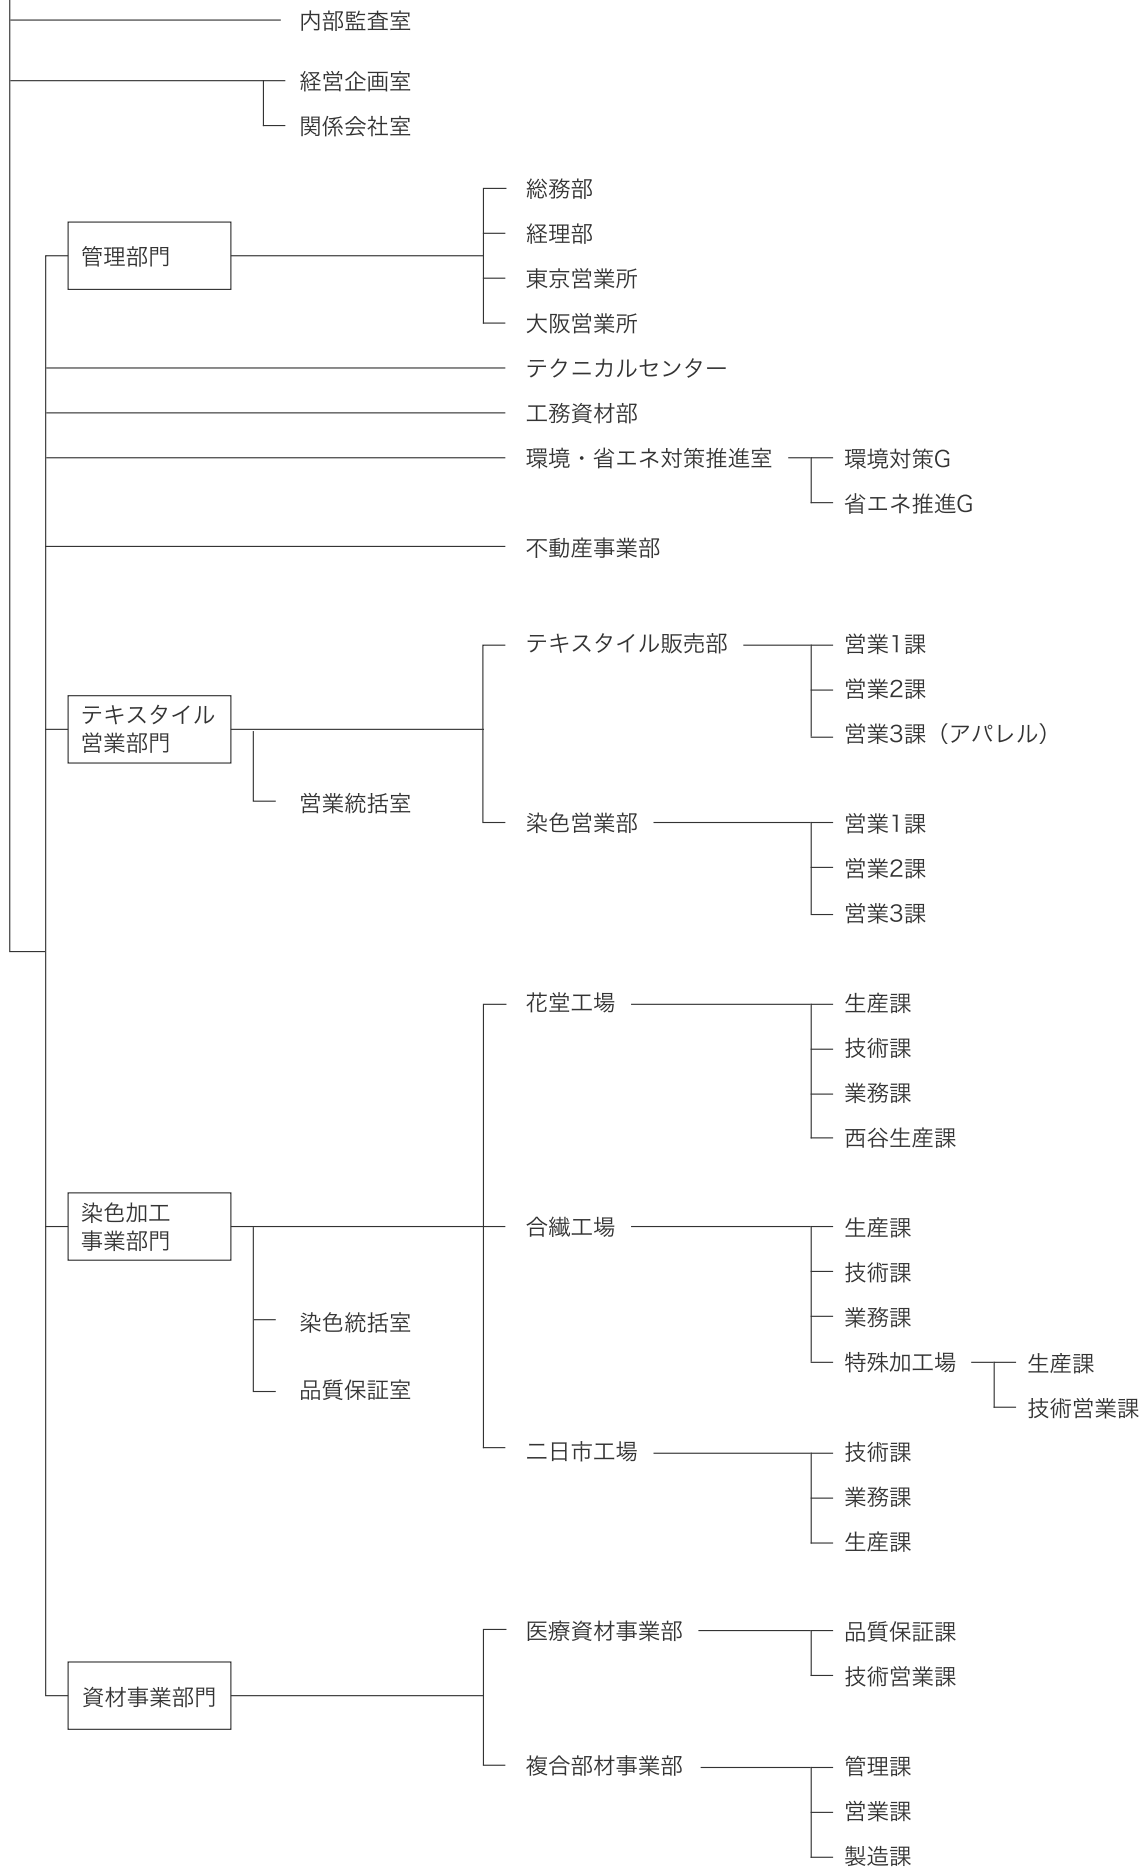 内部監査室
経営企画室
関係会社室
管理部門
総務部
経理部
東京営業所
大阪営業所
テクニカルセンター
工務資材部
環境・省エネ対策推進室
環境対策G
省エネ推進G
不動産事業部
テキスタイル
営業部門
営業統括室
テキスタイル販売部
営業1課
営業2課
営業3課（アパレル）
染色営業部
営業1課
営業2課
営業3課
染色加工
事業部門
染色統括室
品質保証室
花堂工場
生産課
技術課
業務課
西谷生産課
合繊工場
生産課
技術課
業務課
特殊加工場
生産課
技術営業課
二日市工場
技術課
業務課
生産課
資材事業部門
医療資材事業部
品質保証課
技術営業課
複合部材事業部
管理課
営業課
製造課